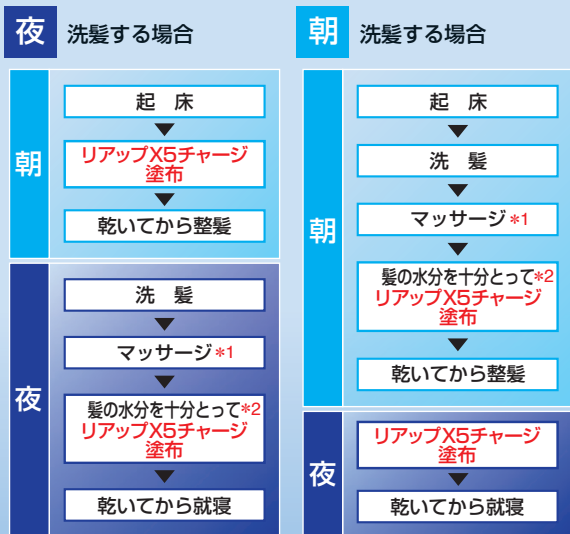 夜 洗髪する場合
朝
起 床
リアップX5チャージ
塗布
乾いてから整髪
夜
洗 髪
マッサージ*1
髪の水分を十分とって*2
リアップX5チャージ
塗布
乾いてから就寝
朝 洗髪する場合
朝
起 床
洗 髪
マッサージ*1
髪の水分を十分とって*2
リアップX5チャージ
塗布
乾いてから整髪
夜
リアップX5チャージ
塗布
乾いてから就寝